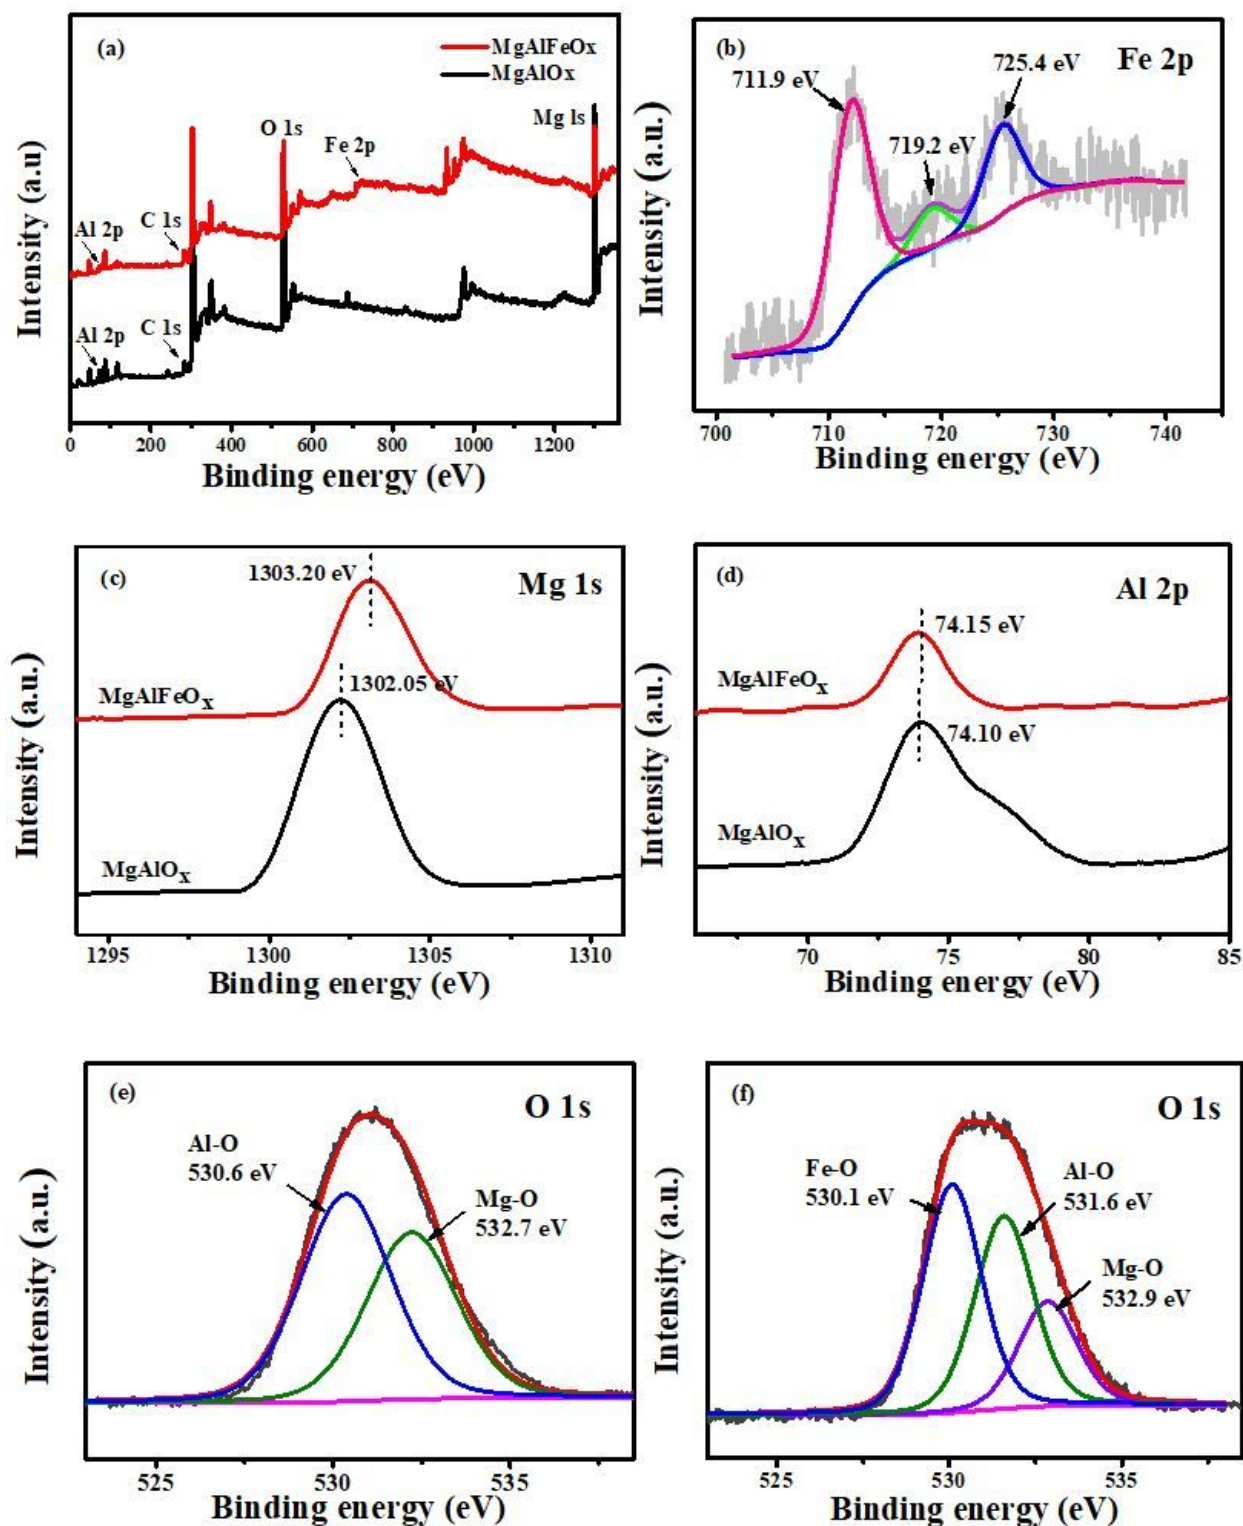 (a)
MgAlFeOx
MgAlOx
O 1s
Fe 2p
Mg 1s
C 1s
Al 2p
C 1s
Al 2p
Intensity (a.u)
0 200 400 600 800 1000 1200
Binding energy (eV)
(b)
Fe 2p
711.9 eV
725.4 eV
719.2 eV
Intensity (a.u.)
700 710 720 730 740
Binding energy (eV)
(c)
Mg 1s
1303.20 eV
MgAlFeOx
1302.05 eV
MgAlOx
Intensity (a.u.)
1295 1300 1305 1310
Binding energy (eV)
(d)
Al 2p
74.15 eV
MgAlFeOx
74.10 eV
MgAlOx
Intensity (a.u.)
70 75 80 85
Binding energy (eV)
(e)
O 1s
Al-O
530.6 eV
Mg-O
532.7 eV
Intensity (a.u.)
525 530 535
Binding energy (eV)
(f)
O 1s
Fe-O
530.1 eV
Al-O
531.6 eV
Mg-O
532.9 eV
Intensity (a.u.)
525 530 535
Binding energy (eV)